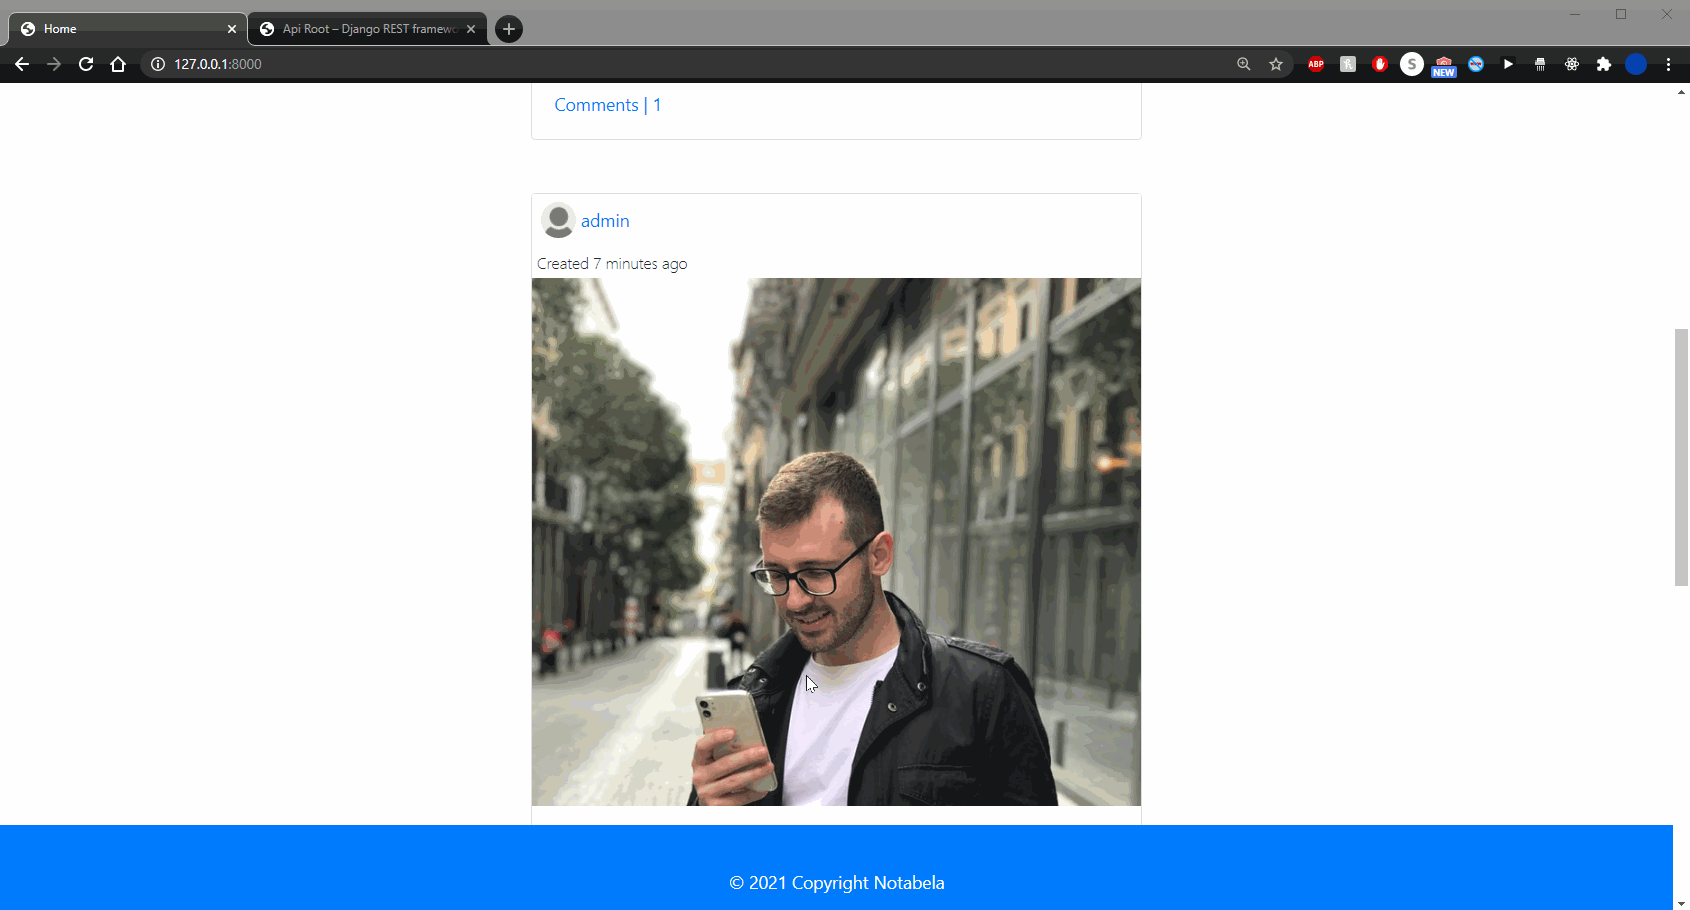 Home
Api Root – Django REST framewo
127.0.0.1:8000
ABP
S
NEW
Comments | 1
admin
Created 7 minutes ago
© 2021 Copyright Notabela